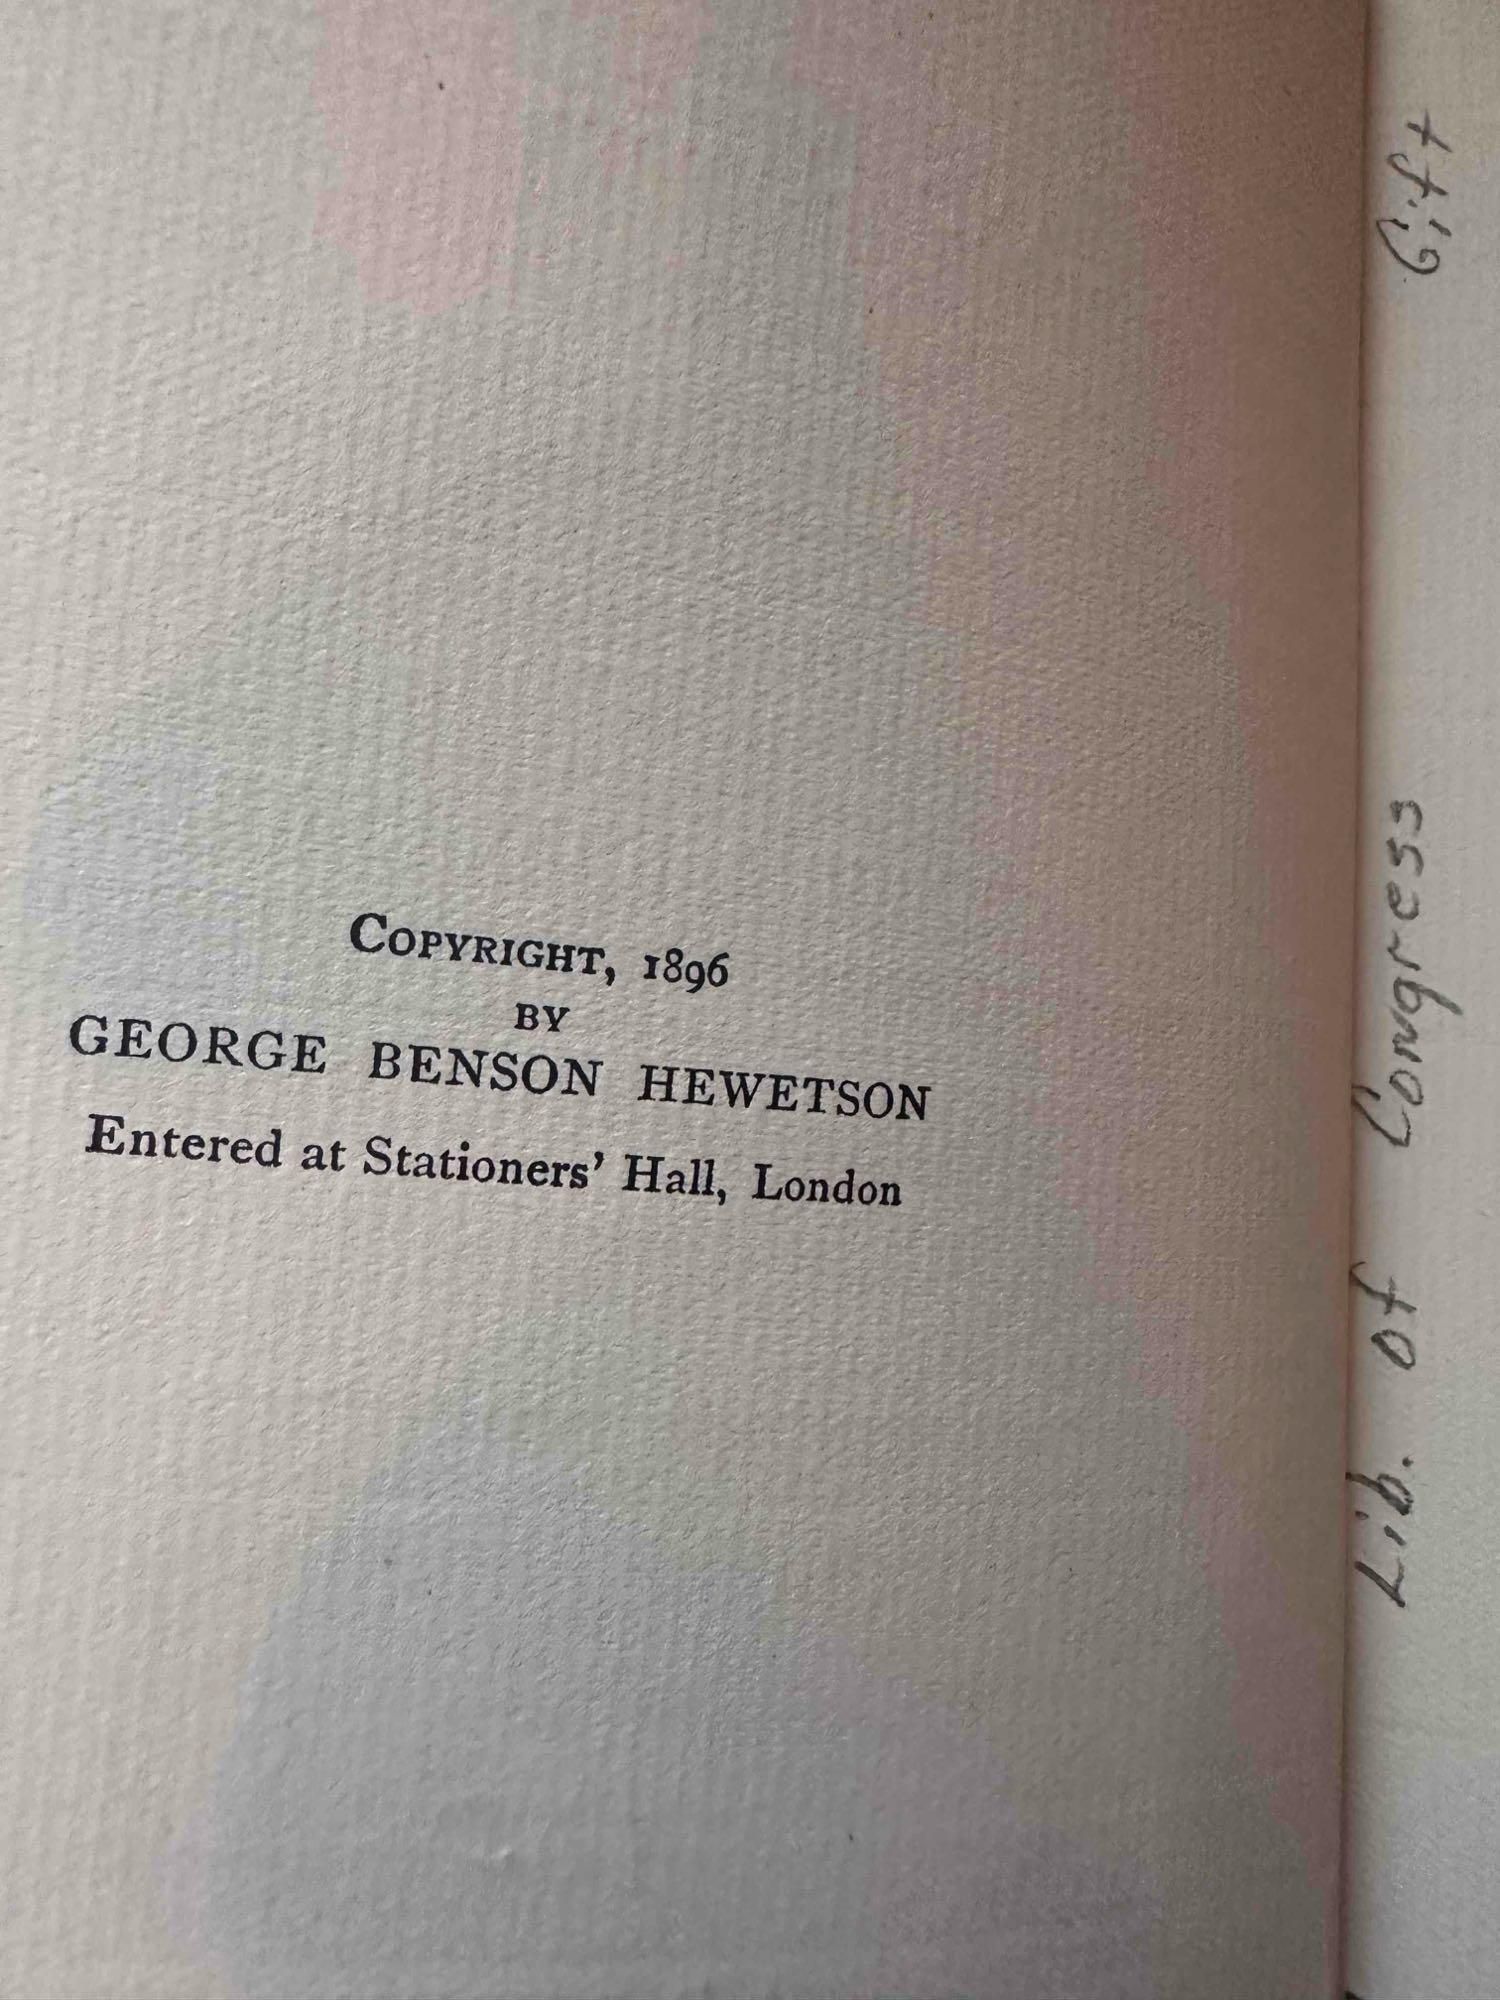 COPYRIGHT, 1896
BY
GEORGE BENSON HEWETSON
Entered at Stationers' Hall, London
Lib. of Congress Gift